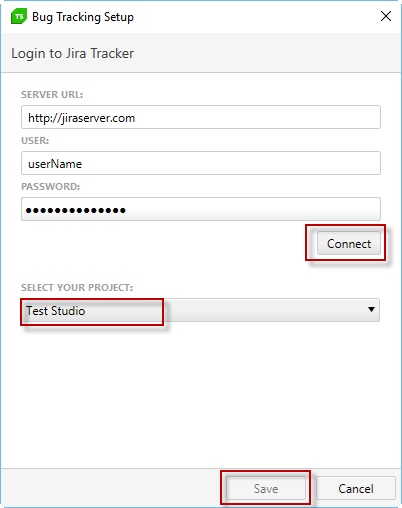 TS Bug Tracking Setup
Login to Jira Tracker
SERVER URL:
http://jiraserver.com
USER:
userName
PASSWORD:
●●●●●●●●●●●●●●
Connect
SELECT YOUR PROJECT:
Test Studio
Save Cancel